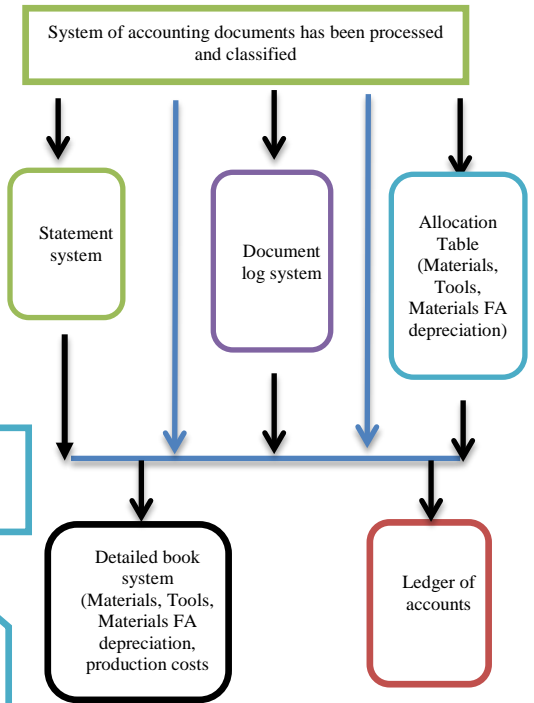 System of accounting documents has been processed
and classified
Statement
system
Document
log system
Allocation
Table
(Materials,
Tools,
Materials FA
depreciation)
Detailed book
system
(Materials, Tools,
Materials FA
depreciation,
production costs
Ledger of
accounts